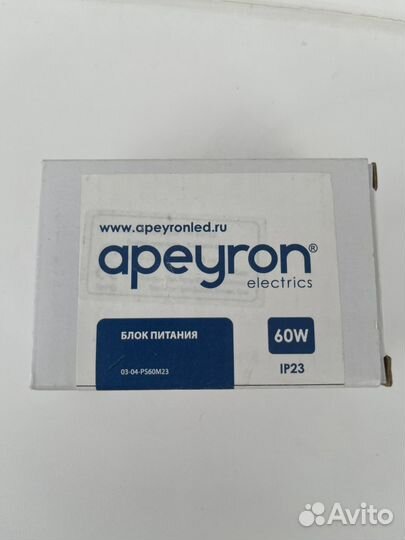 www.apeyronled.ru
apeyron®
electrics
БЛОК ПИТАНИЯ
60W
03-04-PS60M23
IP23
Avito